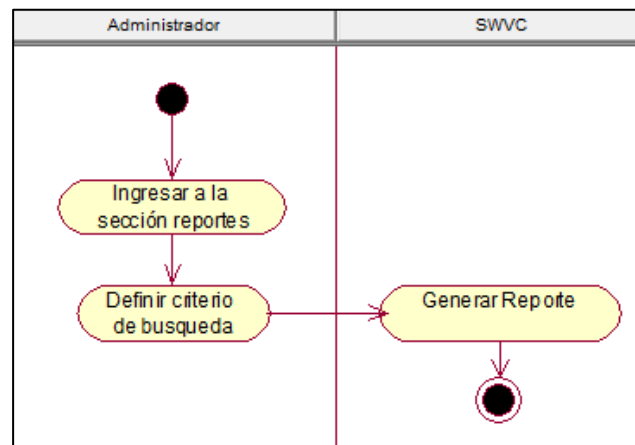 Administrador
SWVC
Ingresar a la
sección reportes
Definir criterio
de busqueda
Generar Reporte